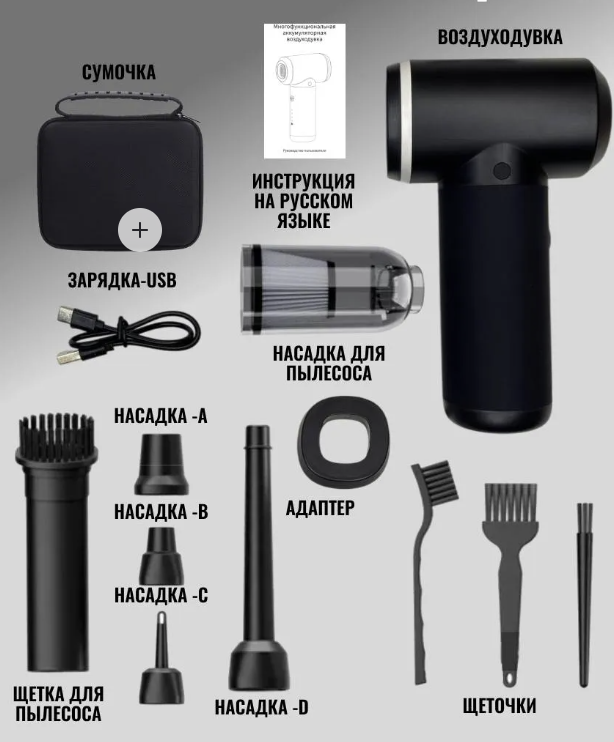 Многофункциональная
аккумуляторная
воздуходувка
Руководство пользователя
ВОЗДУХОДУВКА
СУМОЧКА
ИНСТРУКЦИЯ
НА РУССКОМ
ЯЗЫКЕ
ЗАРЯДКА-USB
НАСАДКА ДЛЯ
ПЫЛЕСОСА
НАСАДКА -A
НАСАДКА -B
АДАПТЕР
НАСАДКА -C
ЩЕТКА ДЛЯ
ПЫЛЕСОСА
НАСАДКА -D
ЩЕТОЧКИ